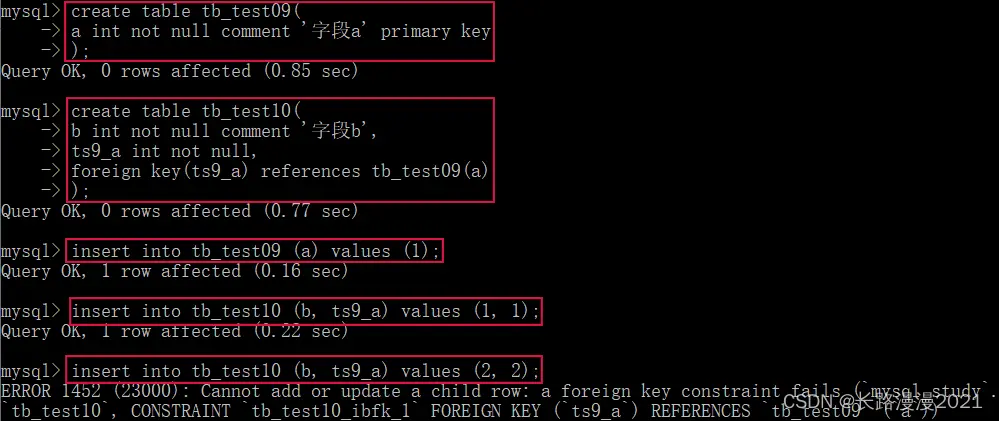 mysql> create table tb_test09(
    -> a int not null comment '字段a' primary key
    -> );
Query OK, 0 rows affected (0.85 sec)
mysql> create table tb_test10(
    -> b int not null comment '字段b',
    -> ts9_a int not null,
    -> foreign key(ts9_a) references tb_test09(a)
    -> );
Query OK, 0 rows affected (0.77 sec)
mysql> insert into tb_test09 (a) values (1);
Query OK, 1 row affected (0.16 sec)
mysql> insert into tb_test10 (b, ts9_a) values (1, 1);
Query OK, 1 row affected (0.22 sec)
mysql> insert into tb_test10 (b, ts9_a) values (2, 2);
ERROR 1452 (23000): Cannot add or update a child row: a foreign key constraint fails (`mysql_study`.
`tb_test10`, CONSTRAINT `tb_test10_ibfk_1` FOREIGN KEY (`ts9_a`) REFERENCES `tb_test09` (`a`))
CSDN @长路漫漫2021